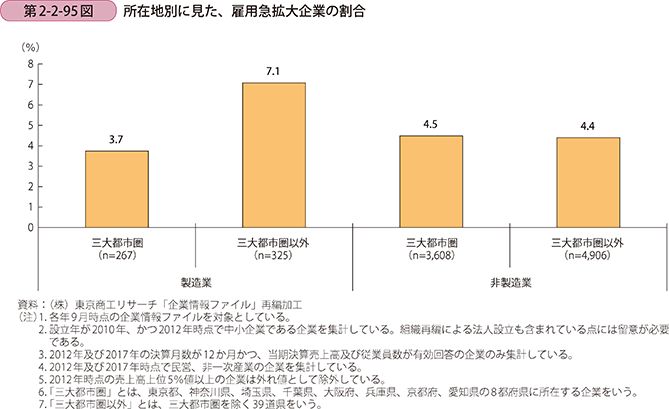 第2-2-95図 所在地別に見た、雇用急拡大企業の割合
(%)
8
7
6
5
4
3
2
1
0
3.7
7.1
4.5
4.4
三大都市圏 三大都市圏以外 三大都市圏 三大都市圏以外
(n=267) (n=325) (n=3,608) (n=4,906)
製造業 非製造業
資料：(株) 東京商工リサーチ「企業情報ファイル」再編加工
(注) 1. 各年9月時点の企業情報ファイルを対象としている。
2. 設立年が2010年、かつ2012年時点で中小企業である企業を集計している。組織再編による法人設立も含まれている点には留意が必要
である。
3. 2012年及び2017年の決算月数が12か月かつ、当期決算売上高及び従業員数が有効回答の企業のみ集計している。
4. 2012年及び2017年時点で民営、非一次産業の企業を集計している。
5. 2012年時点の売上高上位5%値以上の企業は外れ値として除外している。
6. 「三大都市圏」とは、東京都、神奈川県、埼玉県、千葉県、大阪府、兵庫県、京都府、愛知県の8都府県に所在する企業をいう。
7. 「三大都市圏以外」とは、三大都市圏を除く39道県をいう。